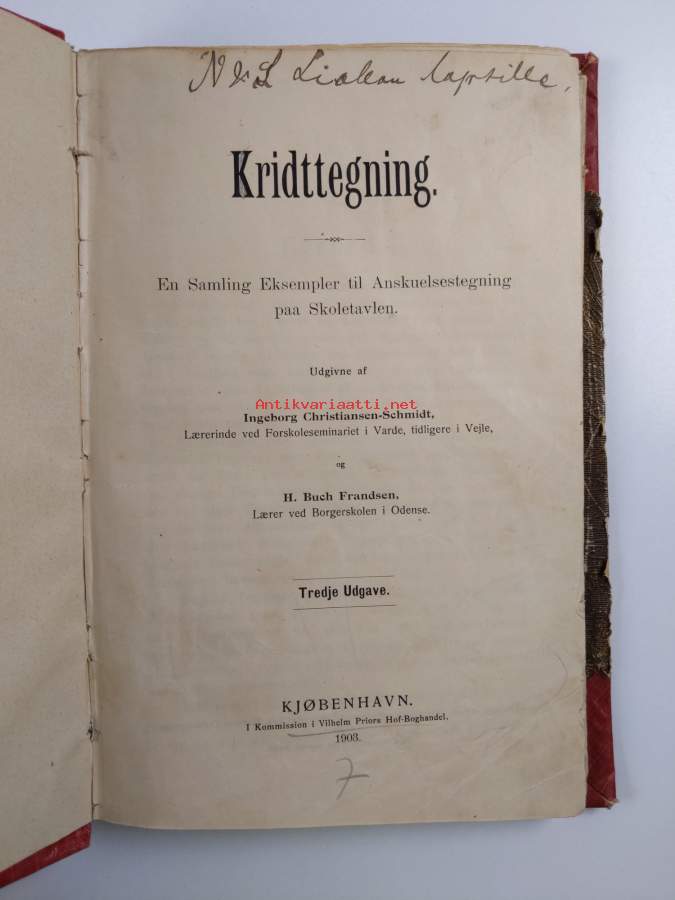 N & L Liakan lapsille.
Kridttegning.
En Samling Eksempler til Anskuelsestegning
paa Skoletavlen.
Udgivne af
Antikvariaatti.net
Ingeborg Christiansen-Schmidt,
Lærerinde ved Forskoleseminariet i Varde, tidligere i Vejle,
og
H. Buch Frandsen,
Lærer ved Borgerskolen i Odense.
Tredje Udgave.
KJØBENHAVN.
I Kommission i Vilhelm Priors Hof-Boghandel.
1903.
7